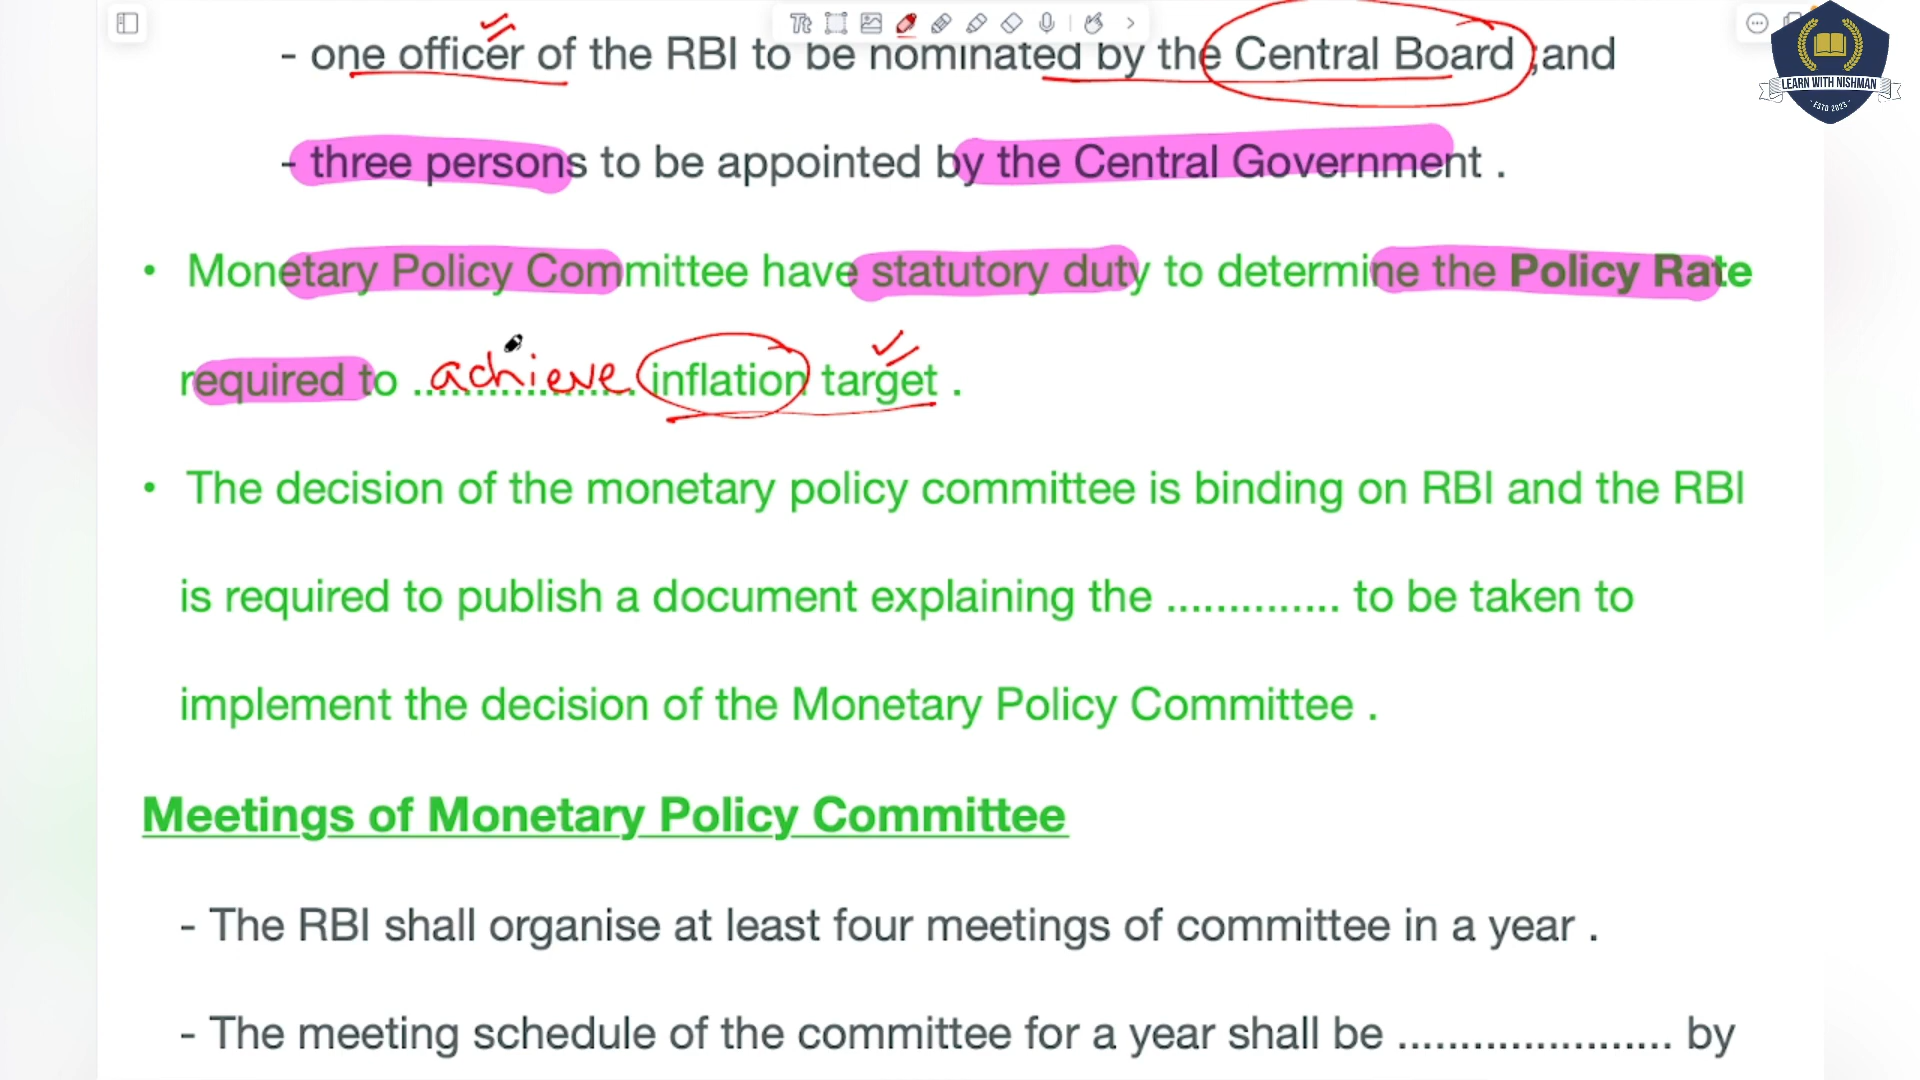 - one officer of the RBI to be nominated by the Central Board ,and
- three persons to be appointed by the Central Government .
• Monetary Policy Committee have statutory duty to determine the Policy Rate
required to ................. achieve inflation target .
• The decision of the monetary policy committee is binding on RBI and the RBI
is required to publish a document explaining the .............. to be taken to
implement the decision of the Monetary Policy Committee .
Meetings of Monetary Policy Committee
- The RBI shall organise at least four meetings of committee in a year .
- The meeting schedule of the committee for a year shall be ...................... by
Tt
LEARN WITH NISHMAN
· ESTD 2023 ·